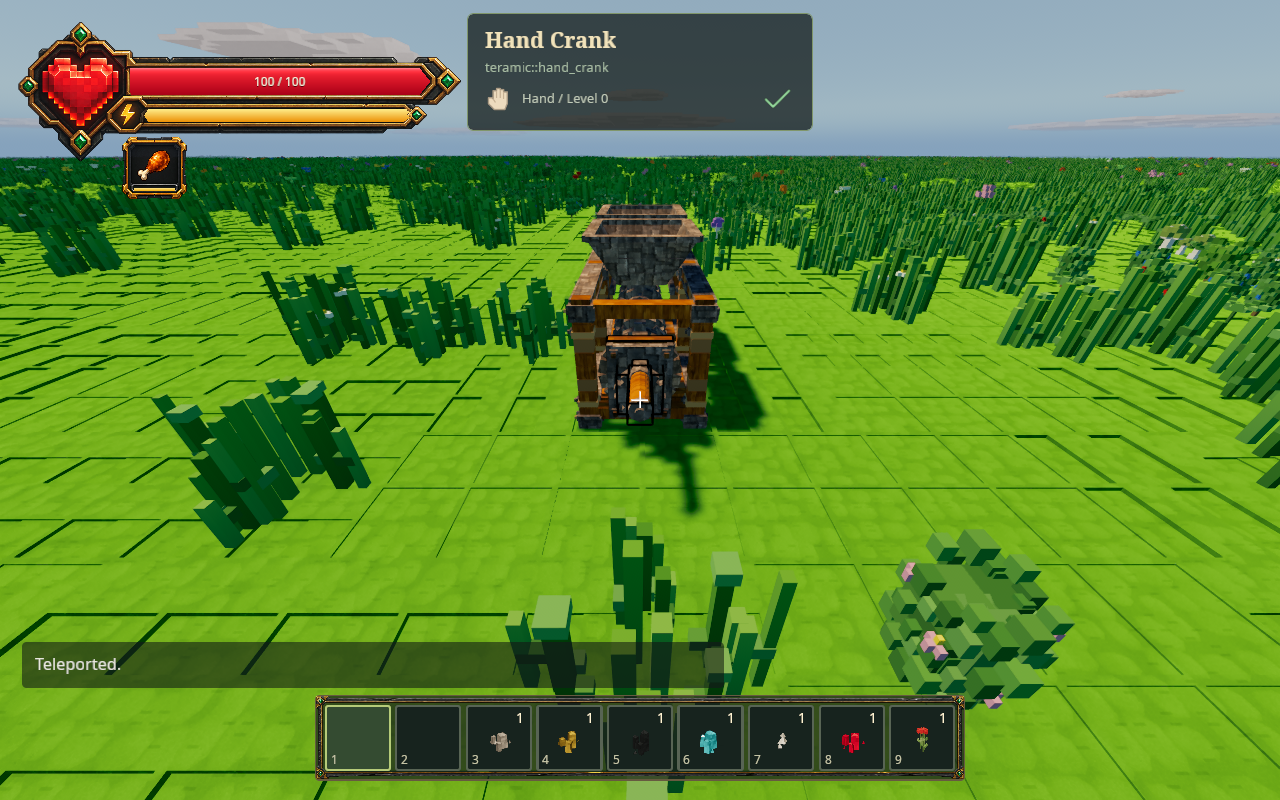 Hand Crank
teramic::hand_crank
Hand / Level 0
100 / 100
Teleported.
1 1 1 1 1 1 1
1 2 3 4 5 6 7 8 9